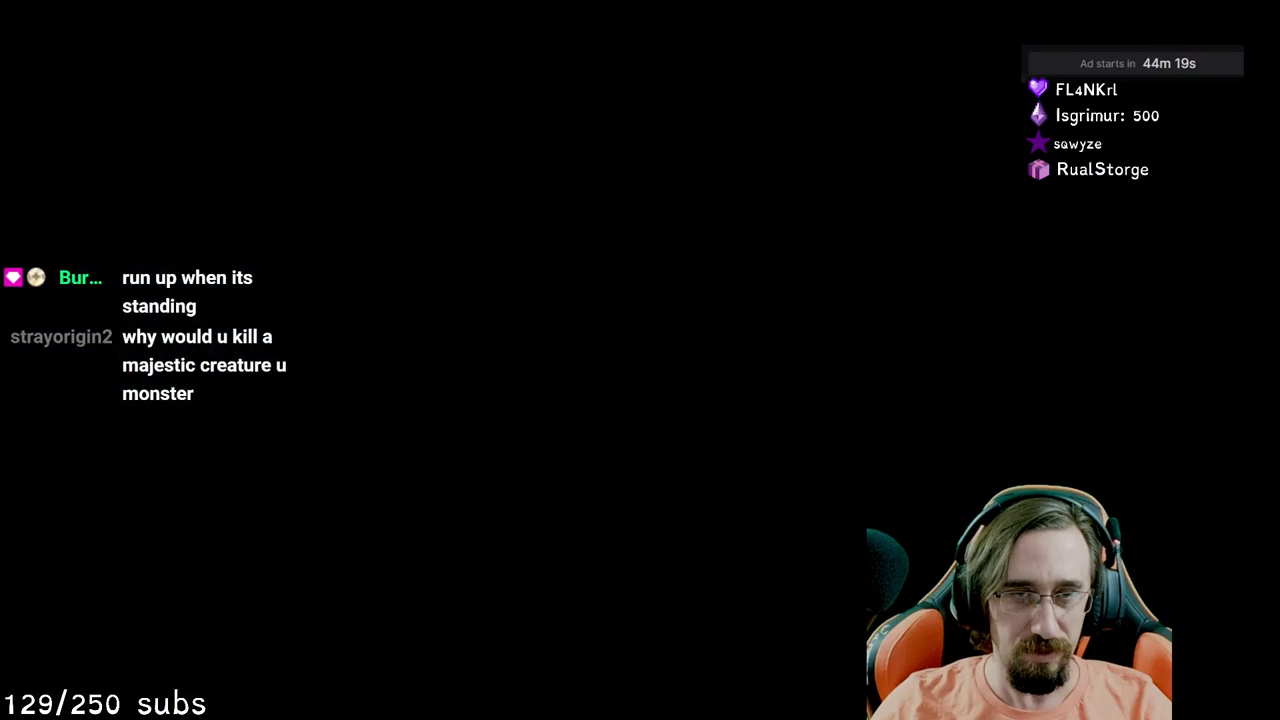 Ad starts in 44m 19s
FL4NKrl
Isgrimur: 500
sawyze
RualStorge
Bur... run up when its
standing
strayorigin2 why would u kill a
majestic creature u
monster
129/250 subs